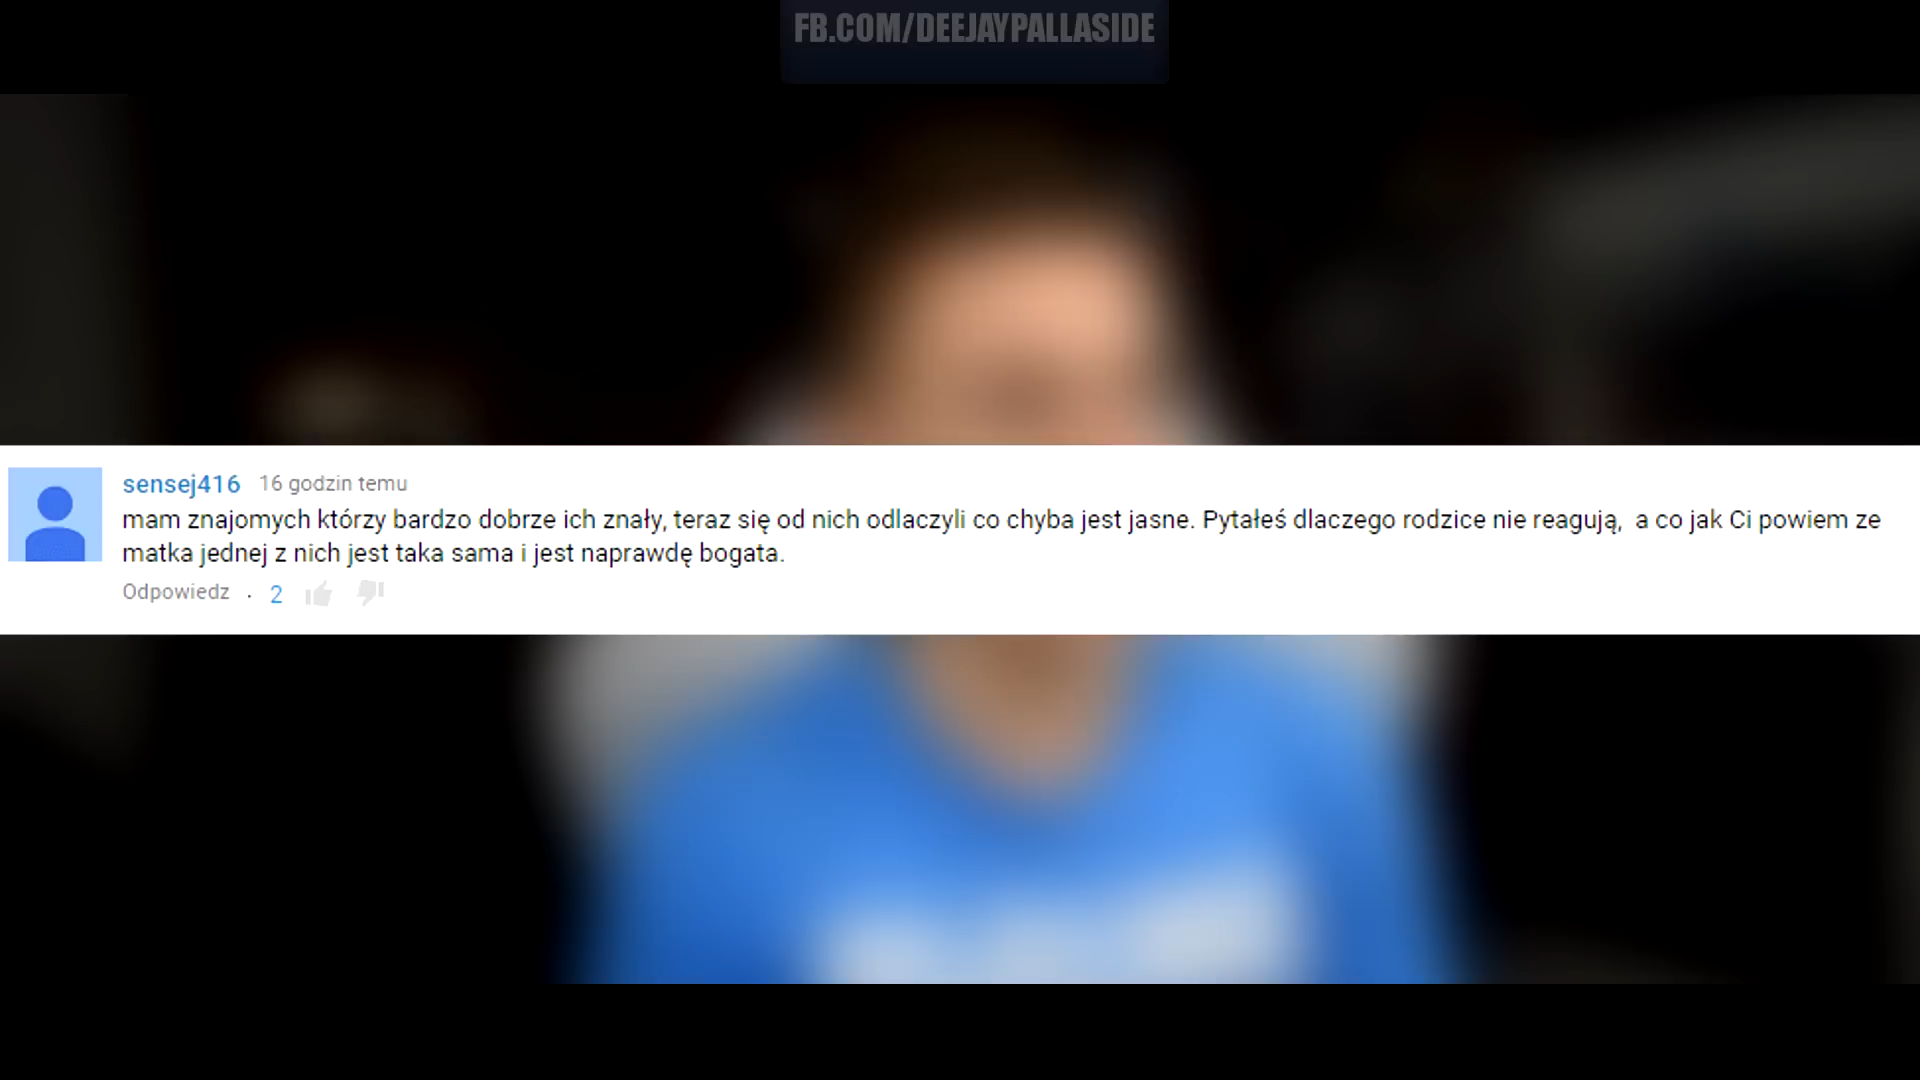 FB.COM/DEEJAYPALLASIDE
sensej416 16 godzin temu
mam znajomych którzy bardzo dobrze ich znały, teraz się od nich odlaczyli co chyba jest jasne. Pytałeś dlaczego rodzice nie reagują, a co jak Ci powiem ze
matka jednej z nich jest taka sama i jest naprawdę bogata.
Odpowiedz · 2